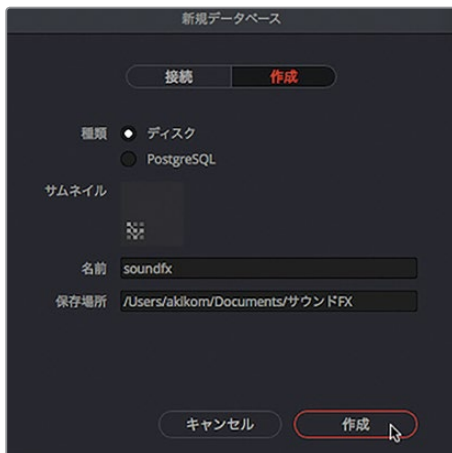 新規データベース
接続 作成
種類 ディスク
PostgreSQL
サムネイル
名前 soundfx
保存場所 /Users/akikom/Documents/サウンドFX
キャンセル 作成